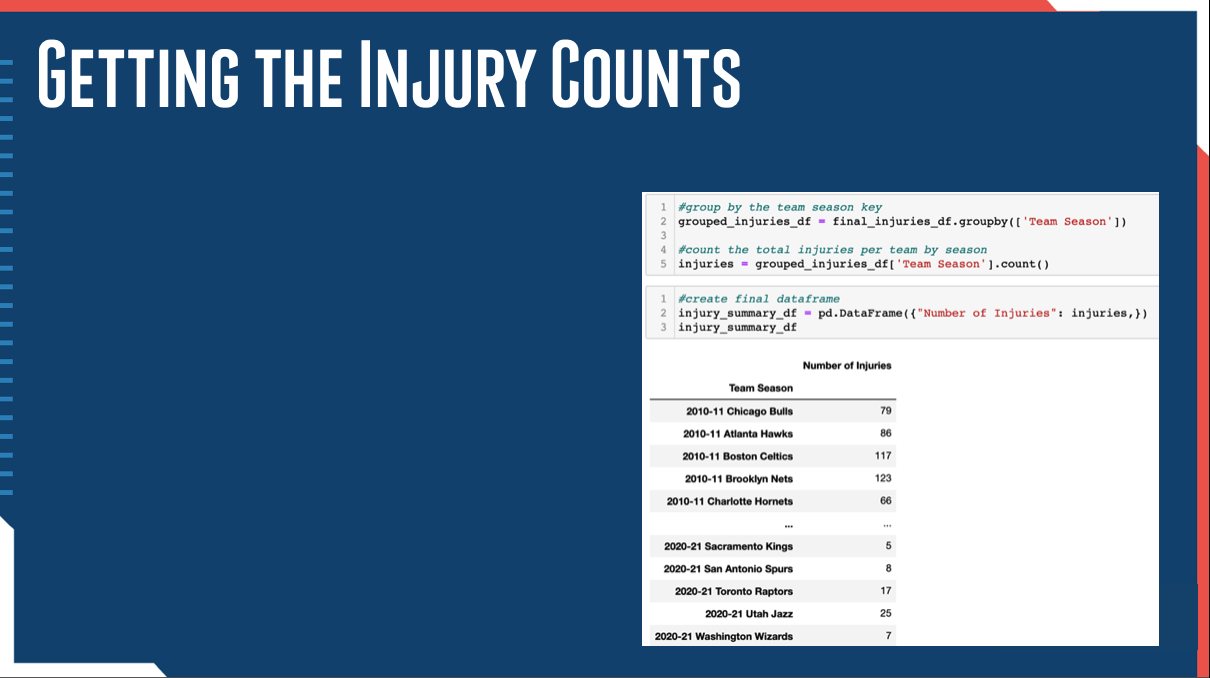 GETTING THE INJURY COUNTS
1 #group by the team season key
2 grouped_injuries_df = final_injuries_df.groupby(['Team Season'])
3
4 #count the total injuries per team by season
5 injuries = grouped_injuries_df['Team Season'].count()
1 #create final dataframe
2 injury_summary_df = pd.DataFrame({"Number of Injuries": injuries,})
3 injury_summary_df
Number of Injuries
Team Season
2010-11 Chicago Bulls 79
2010-11 Atlanta Hawks 86
2010-11 Boston Celtics 117
2010-11 Brooklyn Nets 123
2010-11 Charlotte Hornets 66
... ...
2020-21 Sacramento Kings 5
2020-21 San Antonio Spurs 8
2020-21 Toronto Raptors 17
2020-21 Utah Jazz 25
2020-21 Washington Wizards 7